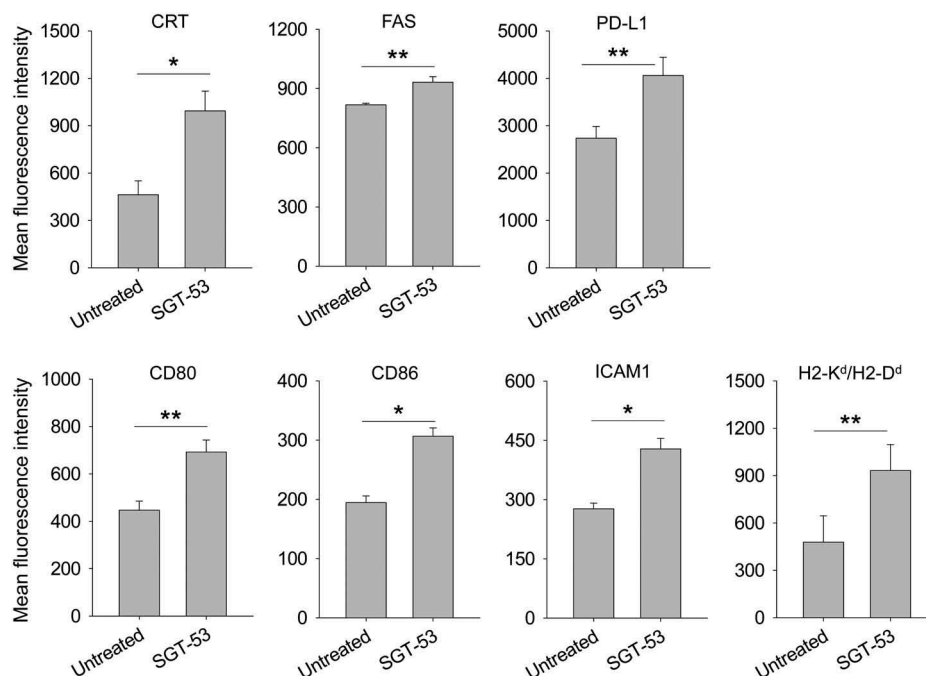 CRT
FAS
PD-L1
Mean fluorescence intensity
1500
1200
900
600
300
0
*
Untreated
SGT-53
1200
900
600
300
0
**
Untreated
SGT-53
5000
4000
3000
2000
1000
0
**
Untreated
SGT-53
CD80
CD86
ICAM1
H2-Kᵈ/H2-Dᵈ
Mean fluorescence intensity
1000
800
600
400
200
0
**
Untreated
SGT-53
400
300
200
100
0
*
Untreated
SGT-53
600
450
300
150
0
*
Untreated
SGT-53
1500
1200
900
600
300
0
**
Untreated
SGT-53